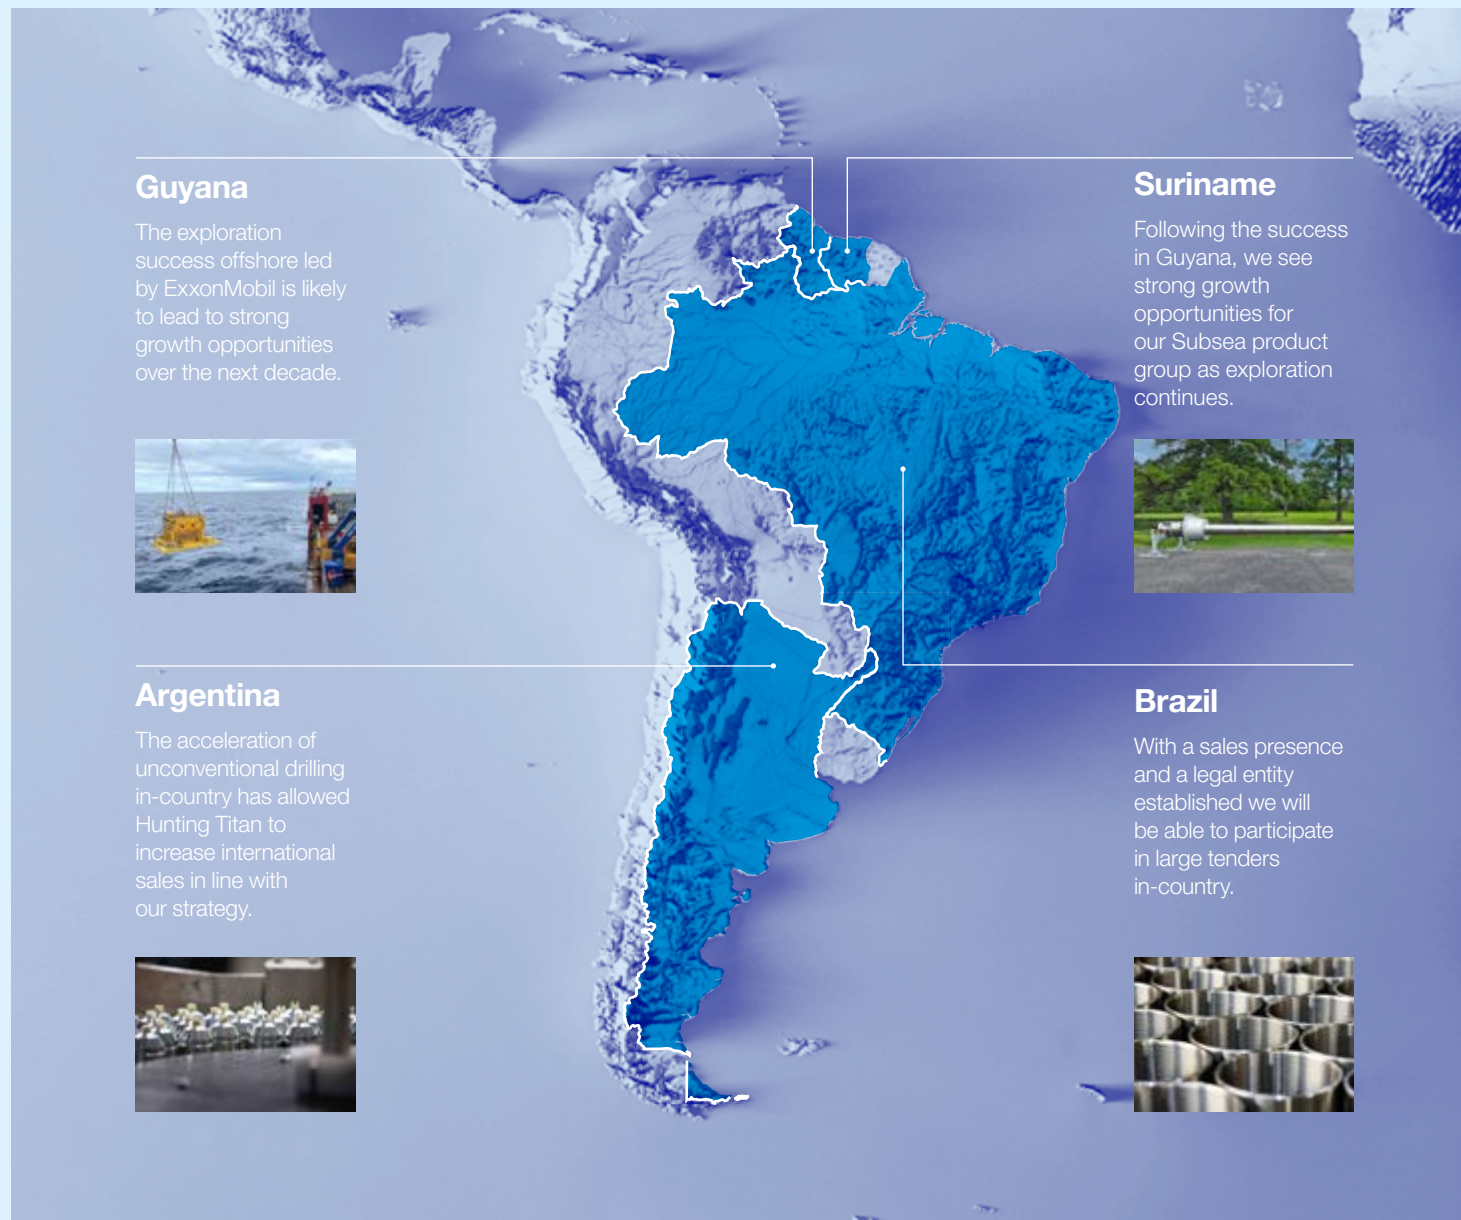 Guyana
The exploration
success offshore led
by ExxonMobil is likely
to lead to strong
growth opportunities
over the next decade.
Suriname
Following the success
in Guyana, we see
strong growth
opportunities for
our Subsea product
group as exploration
continues.
Argentina
The acceleration of
unconventional drilling
in-country has allowed
Hunting Titan to
increase international
sales in line with
our strategy.
Brazil
With a sales presence
and a legal entity
established we will
be able to participate
in large tenders
in-country.